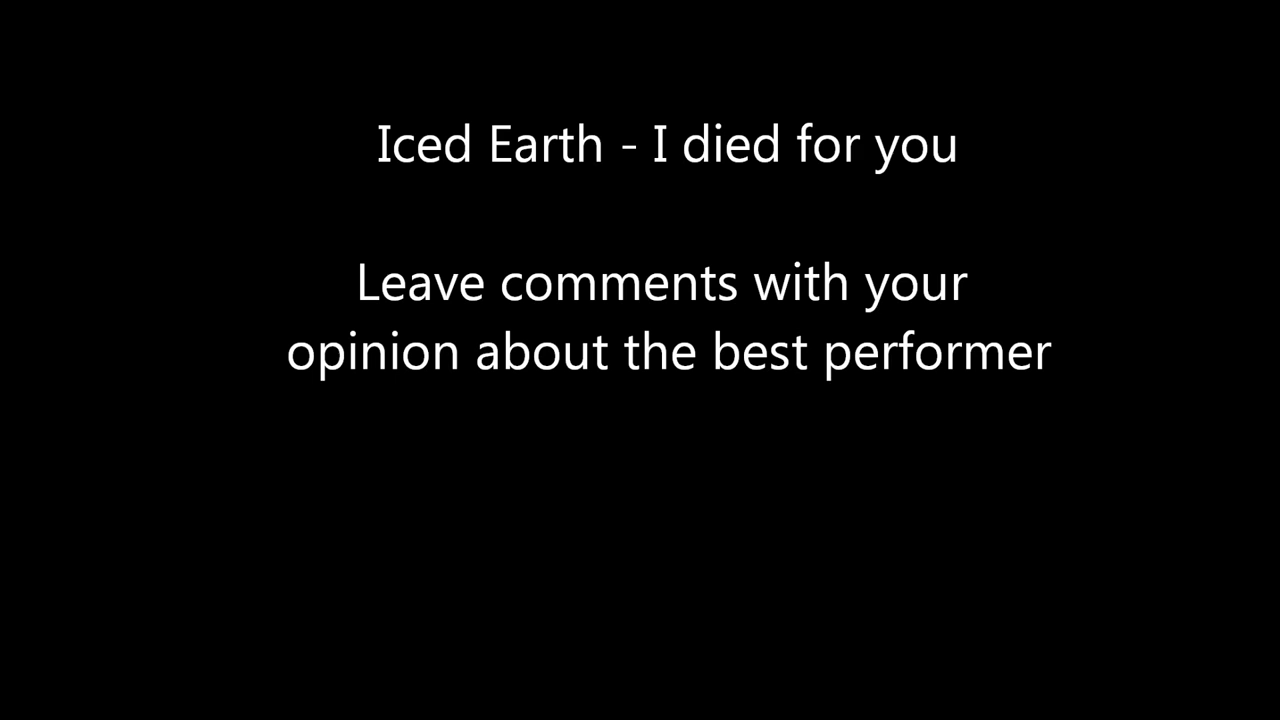 Iced Earth - I died for you
Leave comments with your
opinion about the best performer